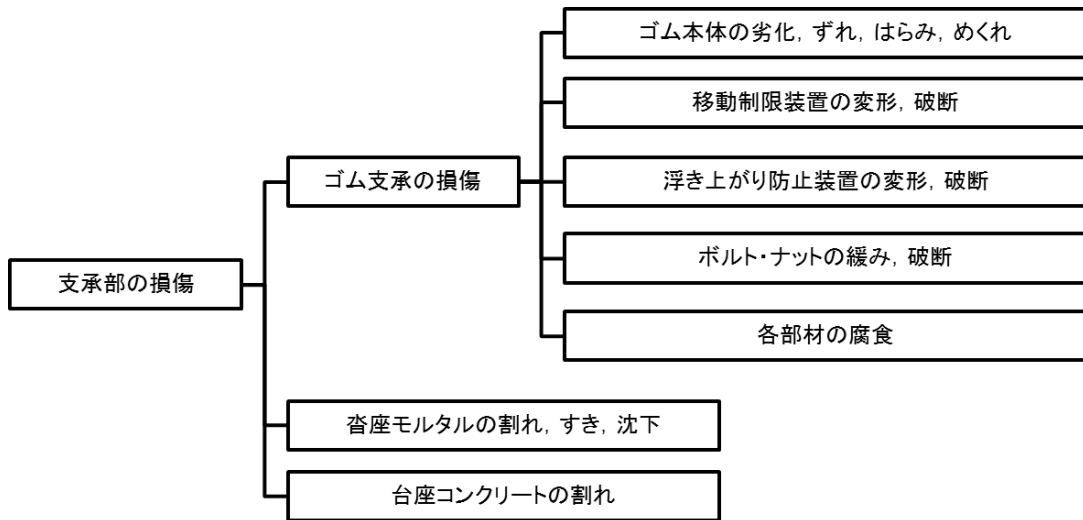 ゴム本体の劣化, ずれ, はらみ, めくれ
移動制限装置の変形, 破断
ゴム支承の損傷
浮き上がり防止装置の変形, 破断
支承部の損傷
ボルト・ナットの緩み, 破断
各部材の腐食
沓座モルタルの割れ, すき, 沈下
台座コンクリートの割れ